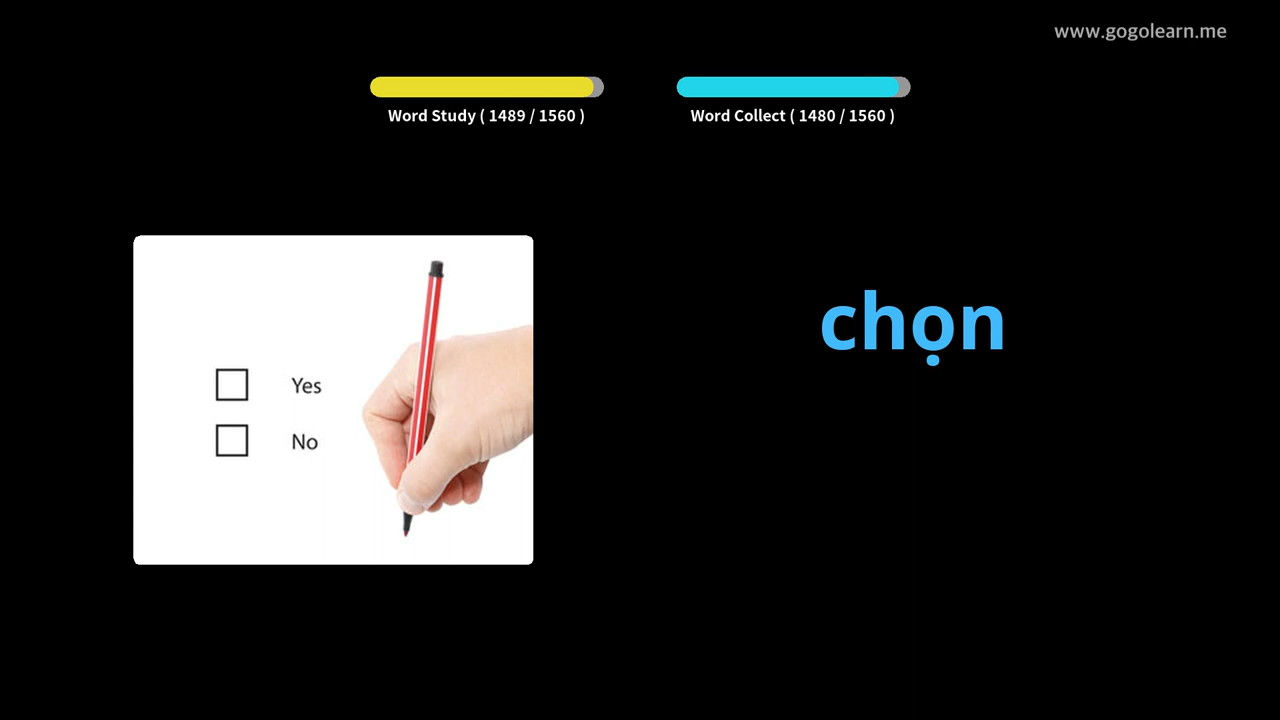 www.gogolearn.me
Word Study ( 1489 / 1560 )
Word Collect ( 1480 / 1560 )
chọn
Yes
No